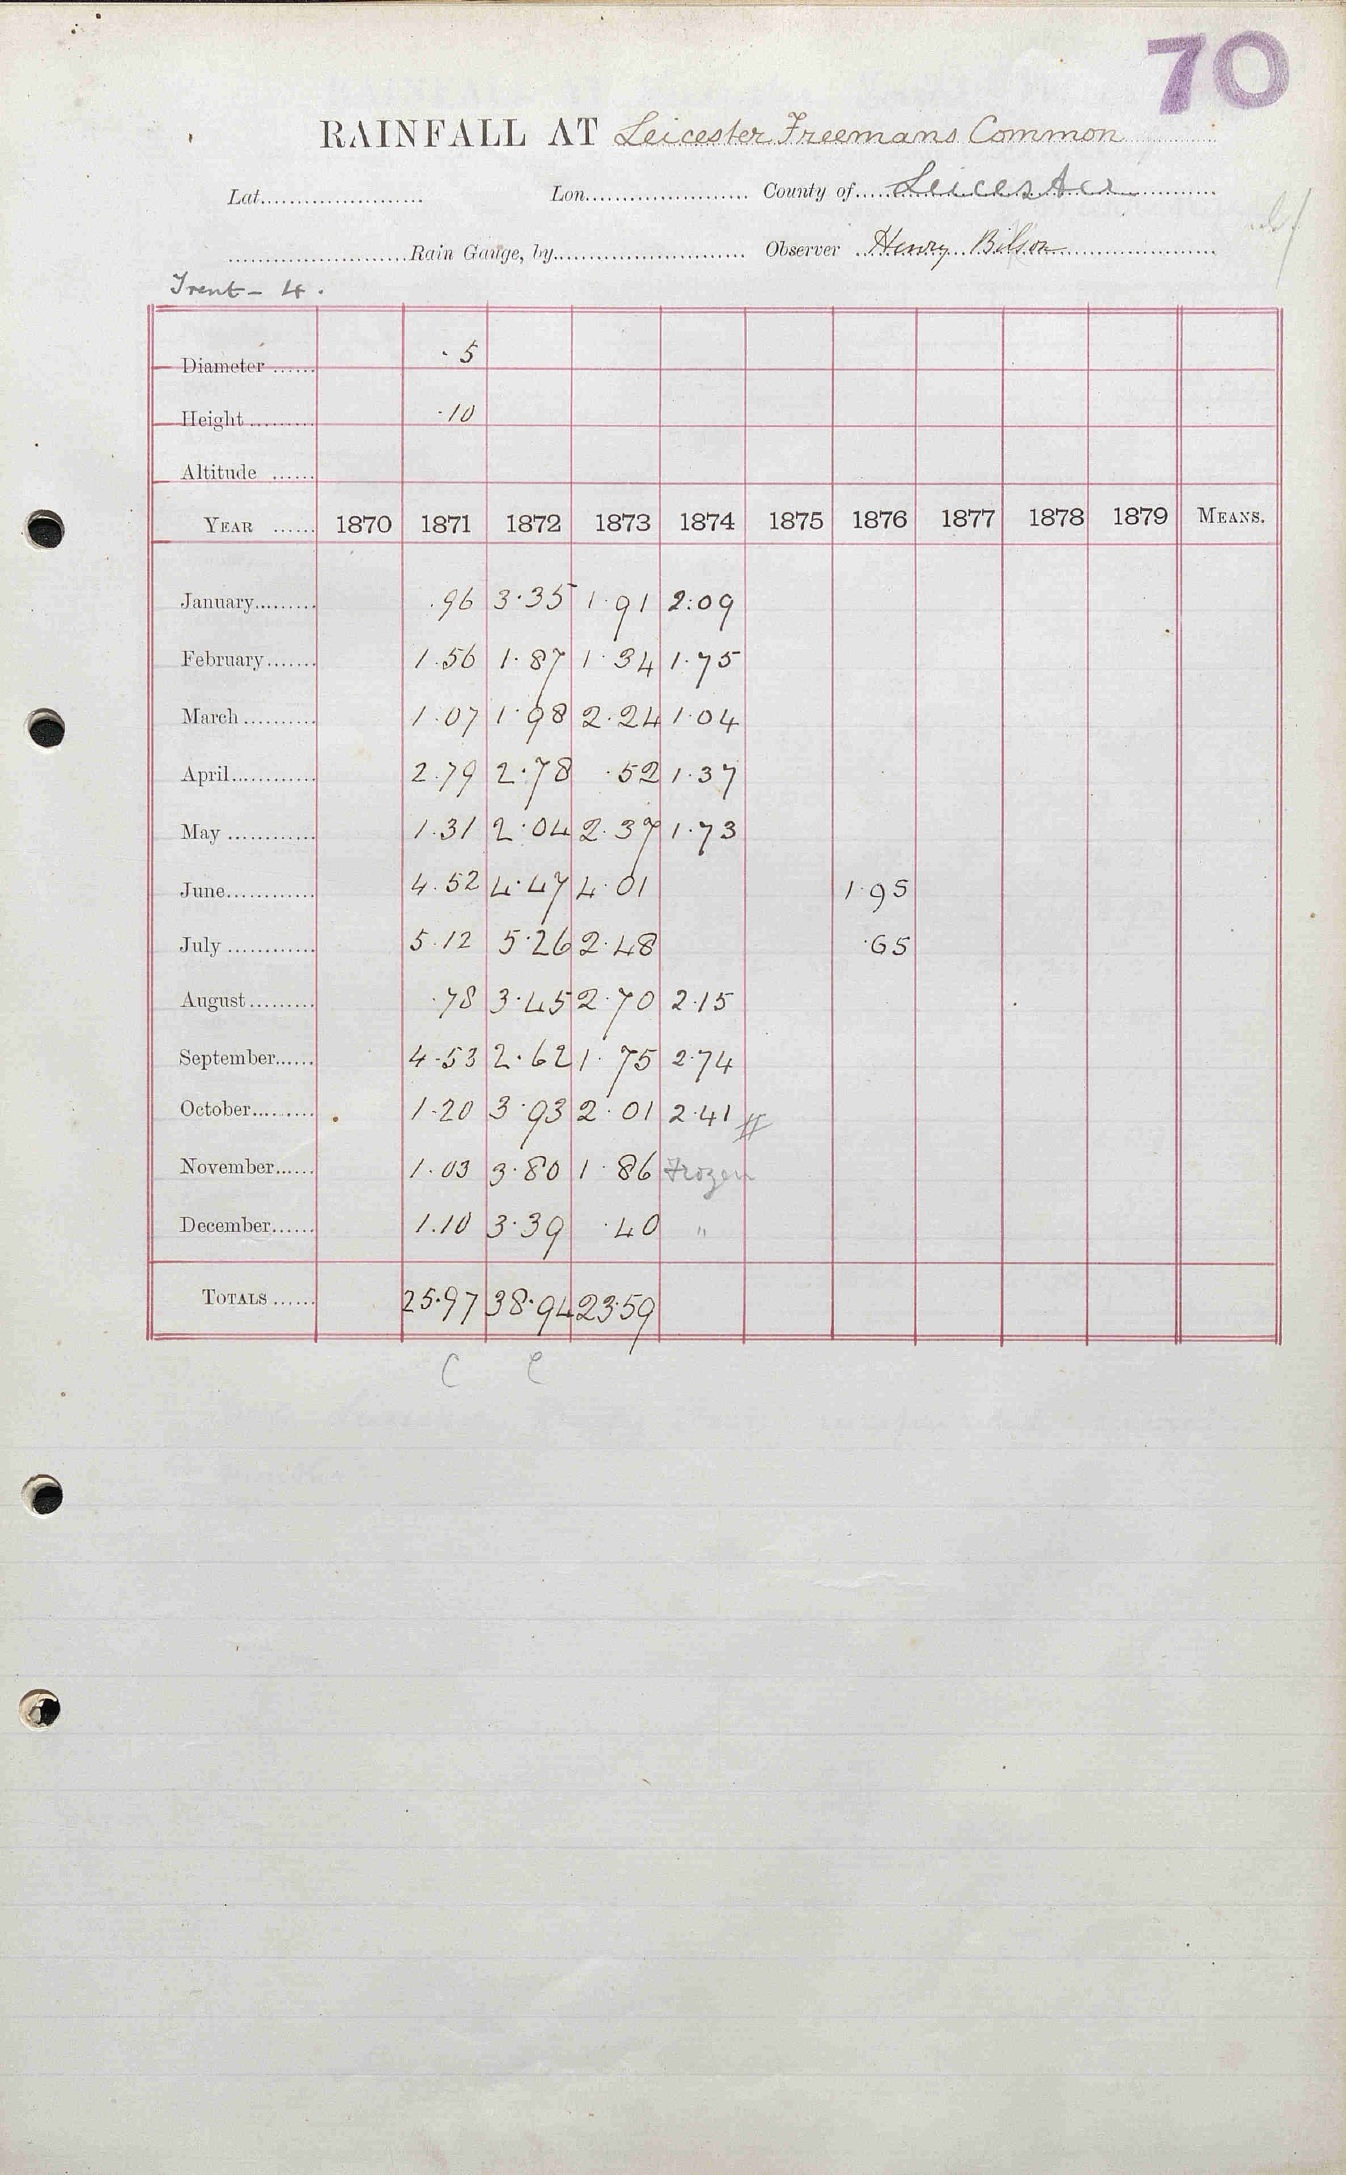 70
RAINFALL AT Leicester Freemans Common
Lat. Lon. County of Leicester
Rain Gauge, by Observer Henry Bilson
Trent - 4.
Diameter ...... .5
Height ......... .10
Altitude ......
YEAR ...... 1870 1871 1872 1873 1874 1875 1876 1877 1878 1879 MEANS.
January......... .96 3.35 1.91 2.09
February....... 1.56 1.87 1.34 1.75
March .......... 1.07 1.98 2.24 1.04
April............ 2.79 2.78 .52 1.37
May ............ 1.31 2.04 2.37 1.73
June............ 4.52 4.47 4.01 1.95
July ............ 5.12 5.26 2.48 .65
August ......... .78 3.45 2.70 2.15
September...... 4.53 2.62 1.75 2.74
October......... 1.20 3.93 2.01 2.41
November...... 1.03 3.80 1.86 Frozen
December...... 1.10 3.39 .40 "
TOTALS ...... 25.97 38.94 23.59
C C